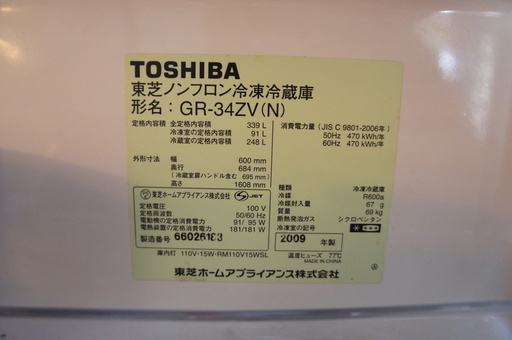 TOSHIBA
東芝ノンフロン冷凍冷蔵庫
形名：GR-34ZV(N)
定格内容積 全定格内容積 339 L
冷凍室の定格内容積 91 L
冷蔵室の定格内容積 248 L
消費電力量 (JIS C 9801-2006年)
50Hz 470 kWh/年
60Hz 470 kWh/年
外形寸法 幅 600 mm
奥行 684 mm
(冷蔵室扉ハンドル含む 695 mm)
高さ 1608 mm
東芝ホームアプライアンス株式会社 S JET
定格電圧 100 V
定格周波数 50/60 Hz
電動機の定格消費電力 91/ 95 W
電熱装置の定格消費電力 181/181 W
製造番号
種類 冷凍冷蔵庫
冷媒 R600a
冷媒封入量 67 g
質量 69 kg
断熱発泡ガス シクロペンタン
冷凍室の記号
2009 年製
温度ヒューズ 77℃
MADE IN CHINA
庫内灯 110V-15W-RM110V15WSL
東芝ホームアプライアンス株式会社
A